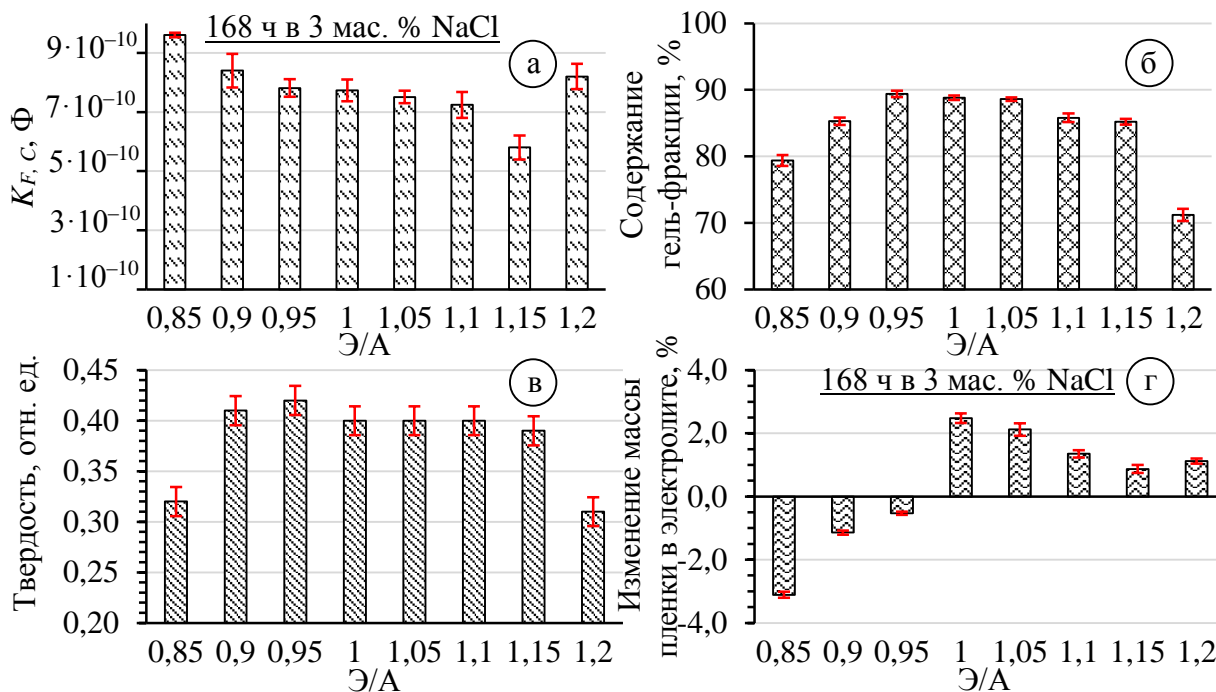 168 ч в 3 мас. % NaCl
а
K_F, C, Ф
9·10⁻¹⁰
7·10⁻¹⁰
5·10⁻¹⁰
3·10⁻¹⁰
1·10⁻¹⁰
0,85 0,9 0,95 1 1,05 1,1 1,15 1,2
Э/А
б
Содержание
гель-фракции, %
100
90
80
70
60
0,85 0,9 0,95 1 1,05 1,1 1,15 1,2
Э/А
в
Твердость, отн. ед.
0,45
0,40
0,35
0,30
0,25
0,20
0,85 0,9 0,95 1 1,05 1,1 1,15 1,2
Э/А
168 ч в 3 мас. % NaCl
г
Изменение массы
пленки в электролите, %
4,0
2,0
0,0
-2,0
-4,0
0,85 0,9 0,95 1 1,05 1,1 1,15 1,2
Э/А